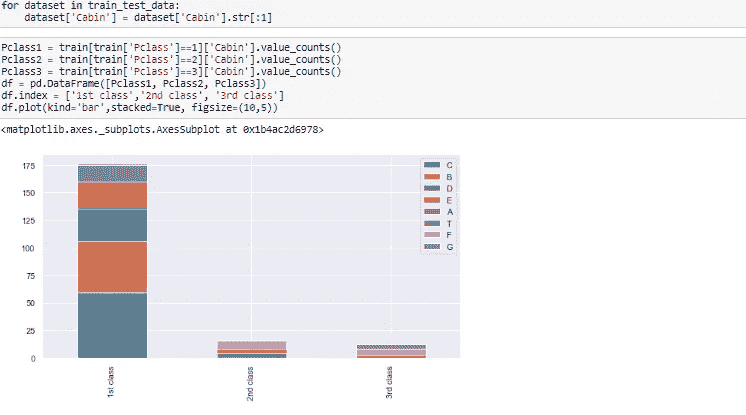 for dataset in train_test_data:
    dataset['Cabin'] = dataset['Cabin'].str[:1]
Pclass1 = train[train['Pclass']==1]['Cabin'].value_counts()
Pclass2 = train[train['Pclass']==2]['Cabin'].value_counts()
Pclass3 = train[train['Pclass']==3]['Cabin'].value_counts()
df = pd.DataFrame([Pclass1, Pclass2, Pclass3])
df.index = ['1st class','2nd class', '3rd class']
df.plot(kind='bar',stacked=True, figsize=(10,5))
<matplotlib.axes._subplots.AxesSubplot at 0x1b4ac2d6978>
175
150
125
100
75
50
25
0
C
B
D
E
A
T
F
G
1st class
2nd class
3rd class